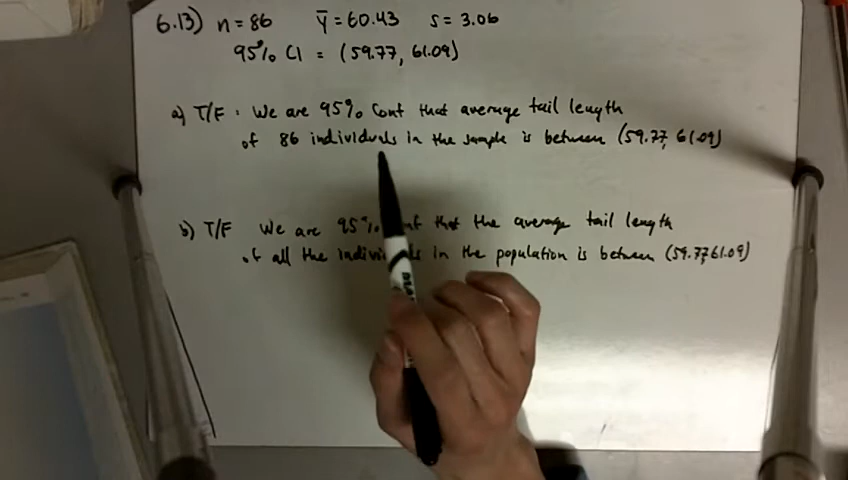 6.13) n = 86 ȳ = 60.43 s = 3.06
95% CI = (59.77, 61.09)
a) T/F : We are 95% Conf that average tail length
of 86 individuals in the sample is between (59.77, 61.09)
b) T/F We are 95% that the average tail length
of all the in the population is between (59.77, 61.09)